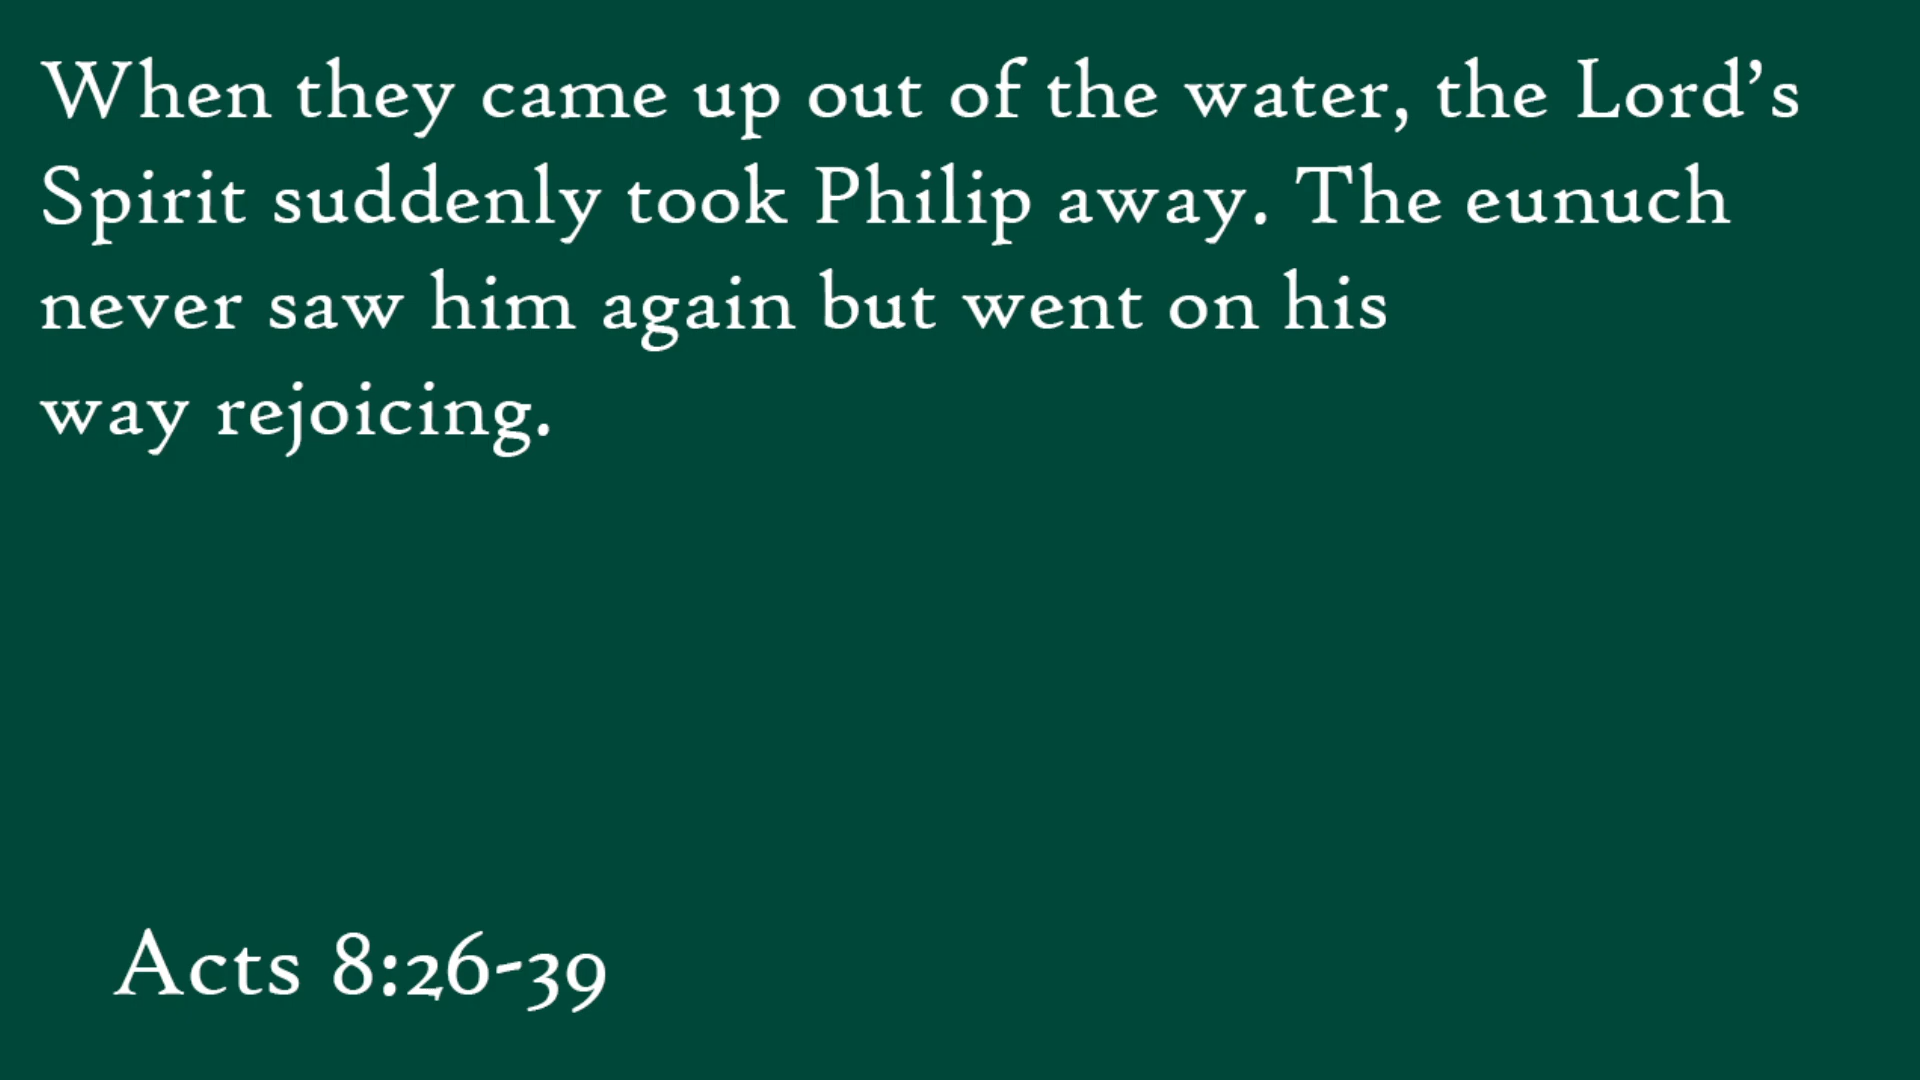 When they came up out of the water, the Lord’s
Spirit suddenly took Philip away. The eunuch
never saw him again but went on his
way rejoicing.
Acts 8:26-39